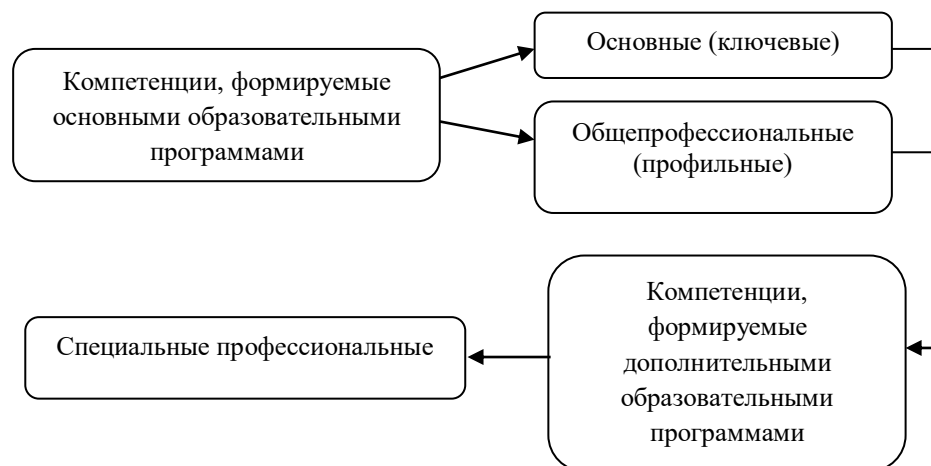 Компетенции, формируемые
основными образовательными
программами
Основные (ключевые)
Общепрофессиональные
(профильные)
Компетенции,
формируемые
дополнительными
образовательными
программами
Специальные профессиональные